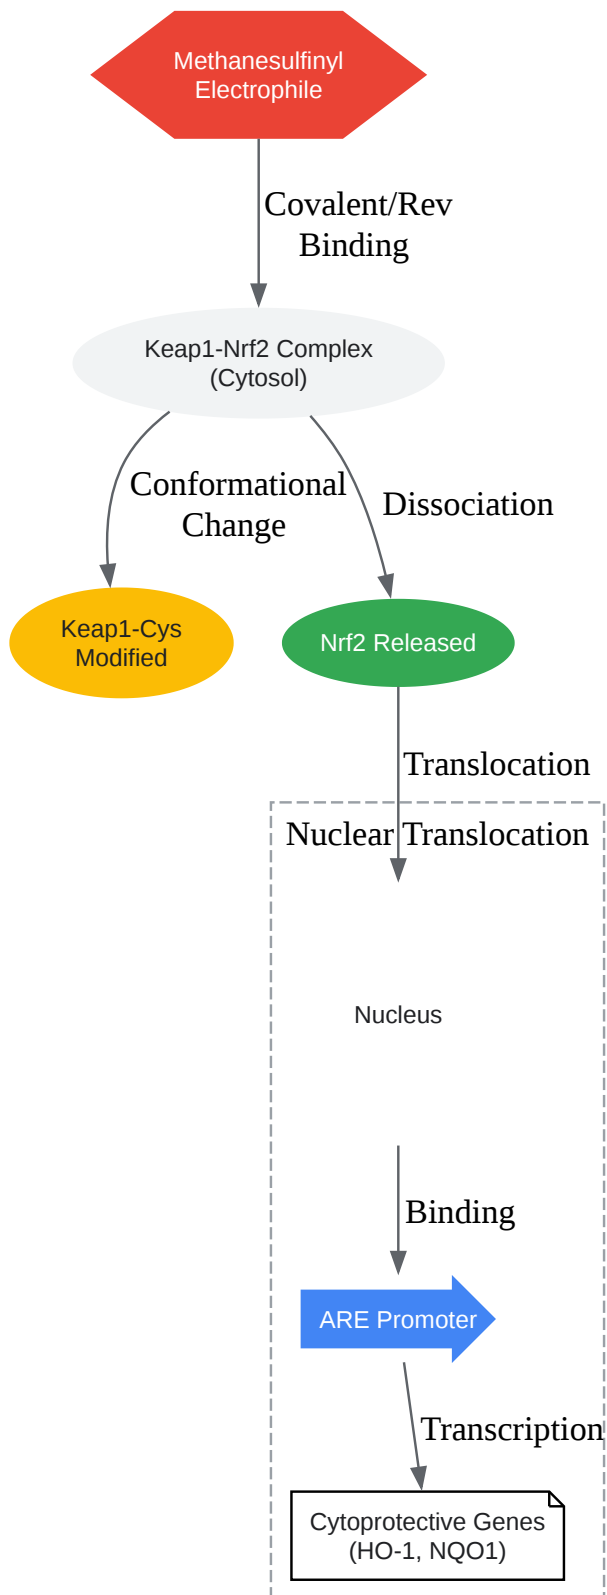 Methanesulfinyl
Electrophile
Covalent/Rev
Binding
Keap1-Nrf2 Complex
(Cytosol)
Conformational
Change
Dissociation
Keap1-Cys
Modified
Nrf2 Released
Translocation
Nuclear Translocation
Nucleus
Binding
ARE Promoter
Transcription
Cytoprotective Genes
(HO-1, NQO1)